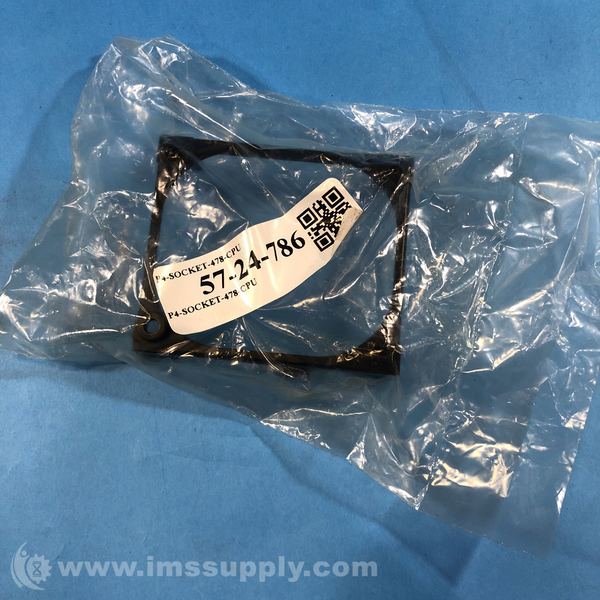 P4-SOCKET-478-CPU
57-24-786
P4-SOCKET-478-CPU
www.imssupply.com